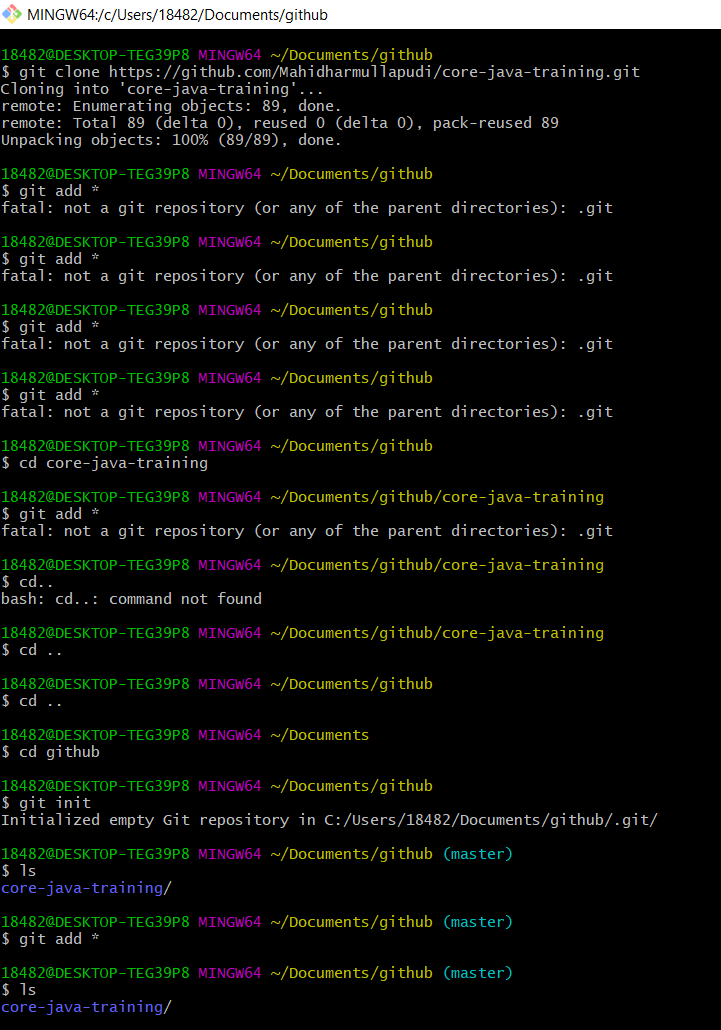 MINGW64:/c/Users/18482/Documents/github
18482@DESKTOP-TEG39P8 MINGW64 ~/Documents/github
$ git clone https://github.com/Mahidharmullapudi/core-java-training.git
Cloning into 'core-java-training'...
remote: Enumerating objects: 89, done.
remote: Total 89 (delta 0), reused 0 (delta 0), pack-reused 89
Unpacking objects: 100% (89/89), done.
18482@DESKTOP-TEG39P8 MINGW64 ~/Documents/github
$ git add *
fatal: not a git repository (or any of the parent directories): .git
18482@DESKTOP-TEG39P8 MINGW64 ~/Documents/github
$ git add *
fatal: not a git repository (or any of the parent directories): .git
18482@DESKTOP-TEG39P8 MINGW64 ~/Documents/github
$ git add *
fatal: not a git repository (or any of the parent directories): .git
18482@DESKTOP-TEG39P8 MINGW64 ~/Documents/github
$ git add *
fatal: not a git repository (or any of the parent directories): .git
18482@DESKTOP-TEG39P8 MINGW64 ~/Documents/github
$ cd core-java-training
18482@DESKTOP-TEG39P8 MINGW64 ~/Documents/github/core-java-training
$ git add *
fatal: not a git repository (or any of the parent directories): .git
18482@DESKTOP-TEG39P8 MINGW64 ~/Documents/github/core-java-training
$ cd..
bash: cd..: command not found
18482@DESKTOP-TEG39P8 MINGW64 ~/Documents/github/core-java-training
$ cd ..
18482@DESKTOP-TEG39P8 MINGW64 ~/Documents/github
$ cd ..
18482@DESKTOP-TEG39P8 MINGW64 ~/Documents
$ cd github
18482@DESKTOP-TEG39P8 MINGW64 ~/Documents/github
$ git init
Initialized empty Git repository in C:/Users/18482/Documents/github/.git/
18482@DESKTOP-TEG39P8 MINGW64 ~/Documents/github (master)
$ ls
core-java-training/
18482@DESKTOP-TEG39P8 MINGW64 ~/Documents/github (master)
$ git add *
18482@DESKTOP-TEG39P8 MINGW64 ~/Documents/github (master)
$ ls
core-java-training/